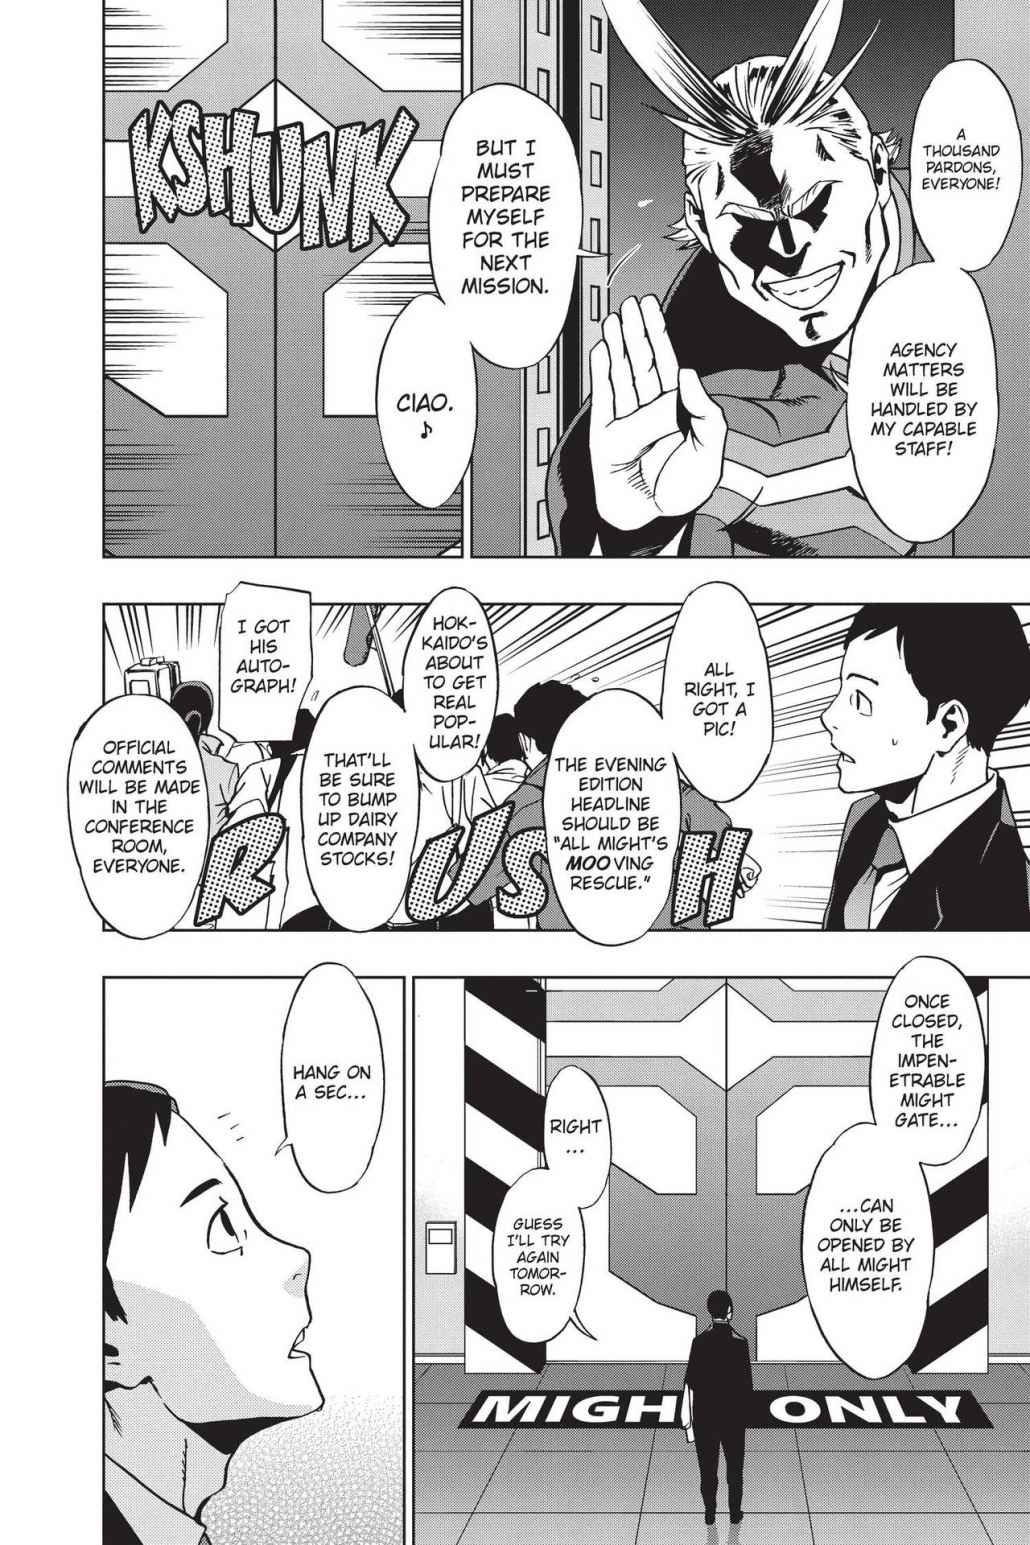 A
THOUSAND
PARDONS,
EVERYONE!
AGENCY
MATTERS
WILL BE
HANDLED BY
MY CAPABLE
STAFF!
BUT I
MUST
PREPARE
MYSELF
FOR THE
NEXT
MISSION.
CIAO.
♪
KSHUNK
ALL
RIGHT, I
GOT A
PIC!
THE EVENING
EDITION
HEADLINE
SHOULD BE
"ALL MIGHT'S
MOOVING
RESCUE."
HOK-
KAIDO'S
ABOUT
TO GET
REAL
POP-
ULAR!
THAT'LL
BE SURE
TO BUMP
UP DAIRY
COMPANY
STOCKS!
I GOT
HIS
AUTO-
GRAPH!
OFFICIAL
COMMENTS
WILL BE MADE
IN THE
CONFERENCE
ROOM,
EVERYONE.
RUSH
ONCE
CLOSED,
THE
IMPEN-
ETRABLE
MIGHT
GATE...
...CAN
ONLY BE
OPENED BY
ALL MIGHT
HIMSELF.
RIGHT
...
GUESS
I'LL TRY
AGAIN
TOMOR-
ROW.
MIGH ONLY
HANG ON
A SEC...